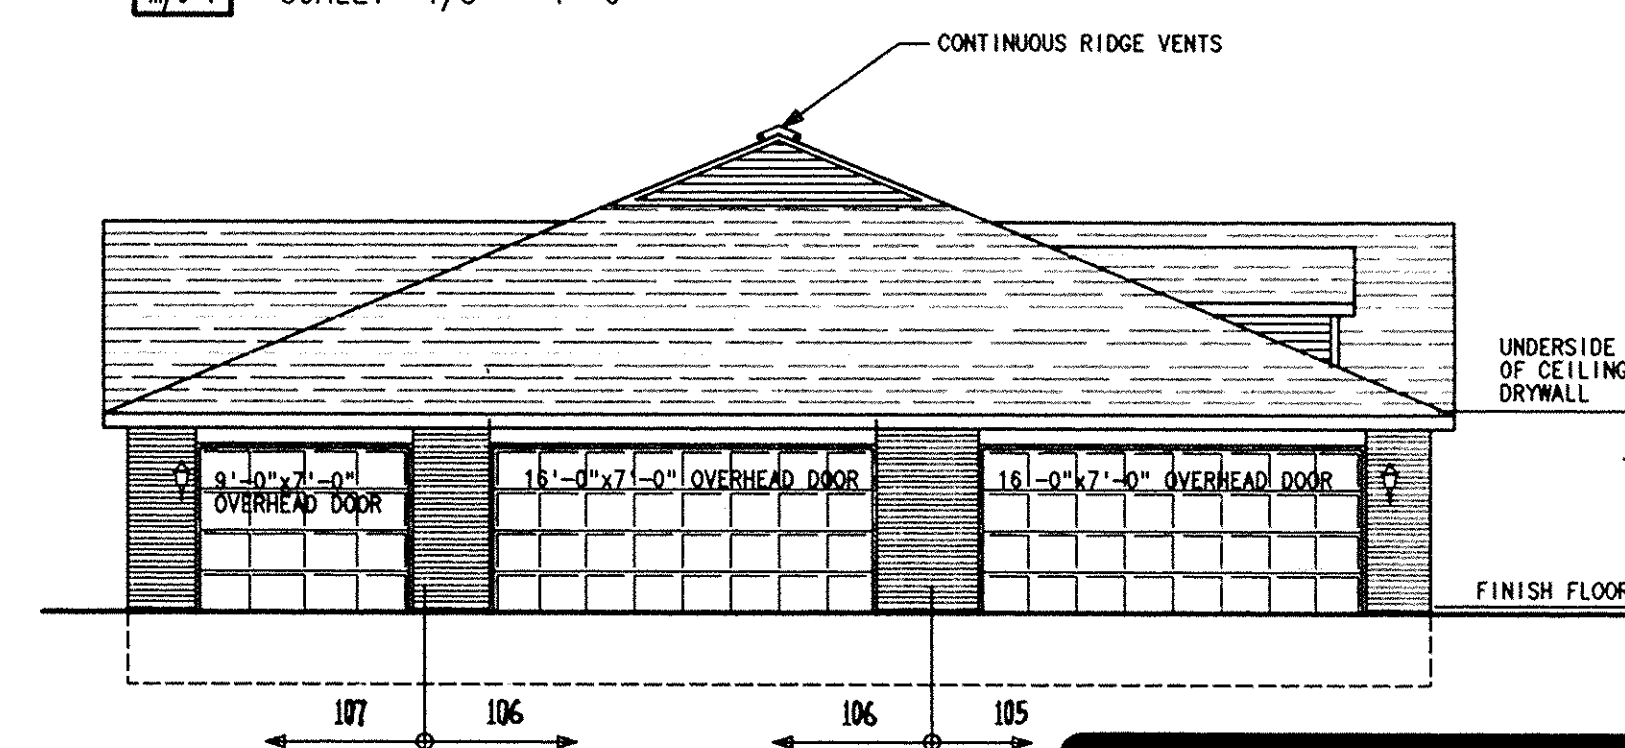 CONTINUOUS RIDGE VENTS
UNDERSIDE
OF CEILING
DRYWALL
9'-0"x7'-0"
OVERHEAD DOOR
16'-0"x7'-0" OVERHEAD DOOR
16'-0"x7'-0" OVERHEAD DOOR
FINISH FLOOR
107 106
106 105